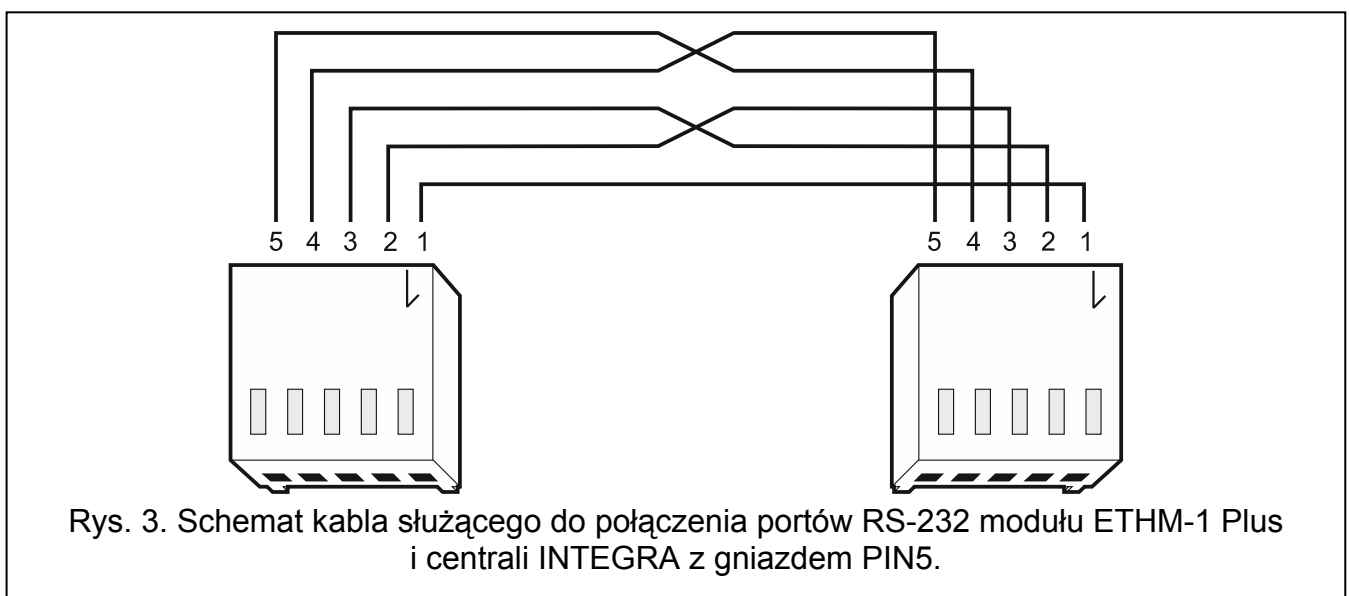 5 4 3 2 1 5 4 3 2 1
Rys. 3. Schemat kabla służącego do połączenia portów RS-232 modułu ETHM-1 Plus
i centrali INTEGRA z gniazdem PIN5.